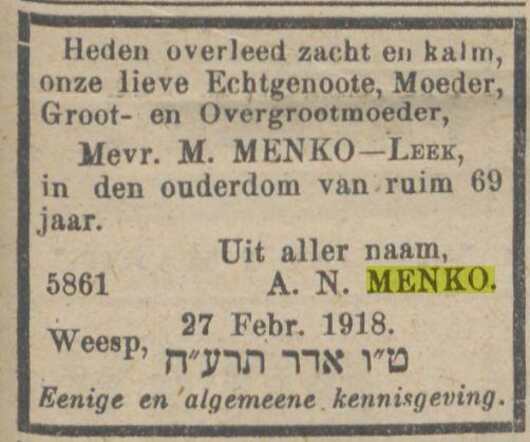 Heden overleed zacht en kalm,
onze lieve Echtgenoote, Moeder,
Groot- en Overgrootmoeder,
Mevr. M. MENKO—LEEK,
in den ouderdom van ruim 69
jaar.
Uit aller naam,
5861 A. N. MENKO.
Weesp, 27 Febr. 1918.
ט״ו אדר תרע״ח
Eenige en algemeene kennisgeving.